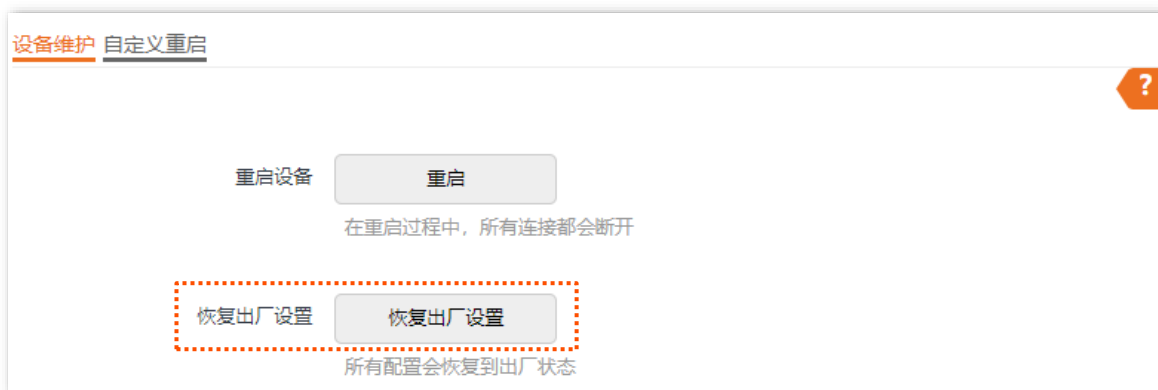 设备维护 自定义重启
?
重启设备 重启
在重启过程中，所有连接都会断开
恢复出厂设置 恢复出厂设置
所有配置会恢复到出厂状态